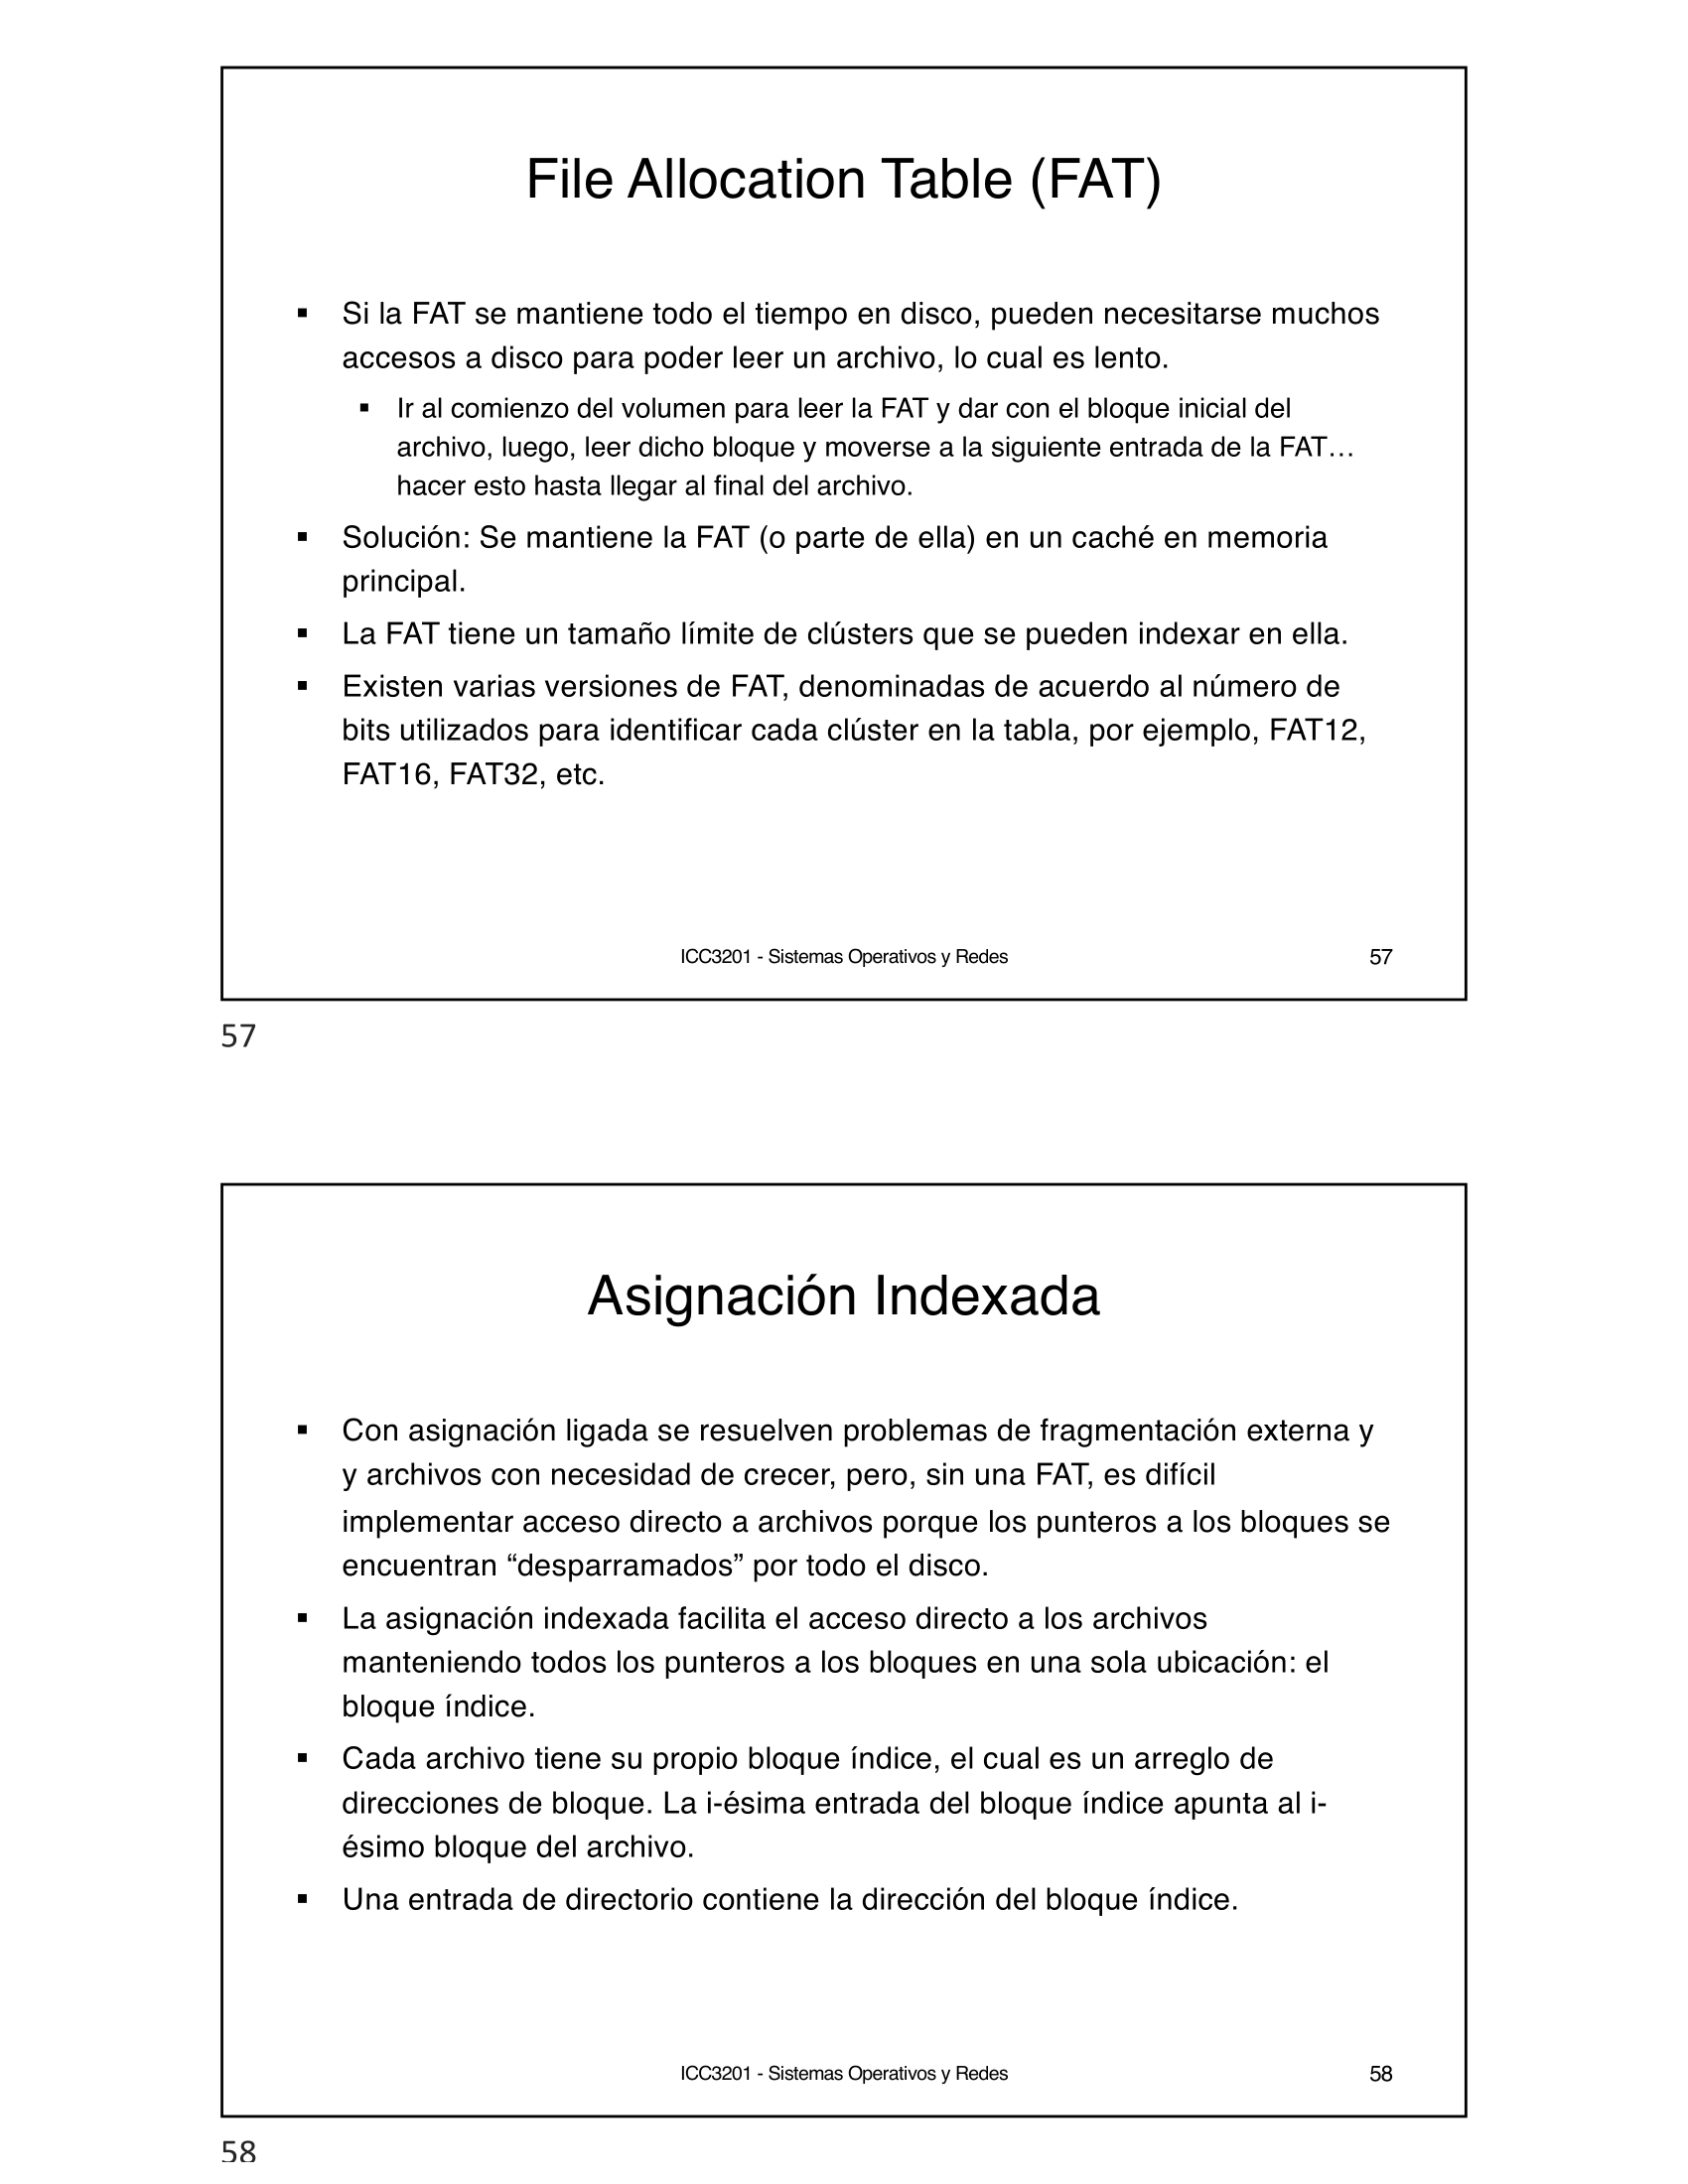 File Allocation Table (FAT)
▪ Si la FAT se mantiene todo el tiempo en disco, pueden necesitarse muchos
accesos a disco para poder leer un archivo, lo cual es lento.
▪ Ir al comienzo del volumen para leer la FAT y dar con el bloque inicial del
archivo, luego, leer dicho bloque y moverse a la siguiente entrada de la FAT…
hacer esto hasta llegar al final del archivo.
▪ Solución: Se mantiene la FAT (o parte de ella) en un caché en memoria
principal.
▪ La FAT tiene un tamaño límite de clústers que se pueden indexar en ella.
▪ Existen varias versiones de FAT, denominadas de acuerdo al número de
bits utilizados para identificar cada clúster en la tabla, por ejemplo, FAT12,
FAT16, FAT32, etc.
ICC3201 - Sistemas Operativos y Redes 57
57
Asignación Indexada
▪ Con asignación ligada se resuelven problemas de fragmentación externa y
y archivos con necesidad de crecer, pero, sin una FAT, es difícil
implementar acceso directo a archivos porque los punteros a los bloques se
encuentran “desparramados” por todo el disco.
▪ La asignación indexada facilita el acceso directo a los archivos
manteniendo todos los punteros a los bloques en una sola ubicación: el
bloque índice.
▪ Cada archivo tiene su propio bloque índice, el cual es un arreglo de
direcciones de bloque. La i-ésima entrada del bloque índice apunta al i-
ésimo bloque del archivo.
▪ Una entrada de directorio contiene la dirección del bloque índice.
ICC3201 - Sistemas Operativos y Redes 58
58